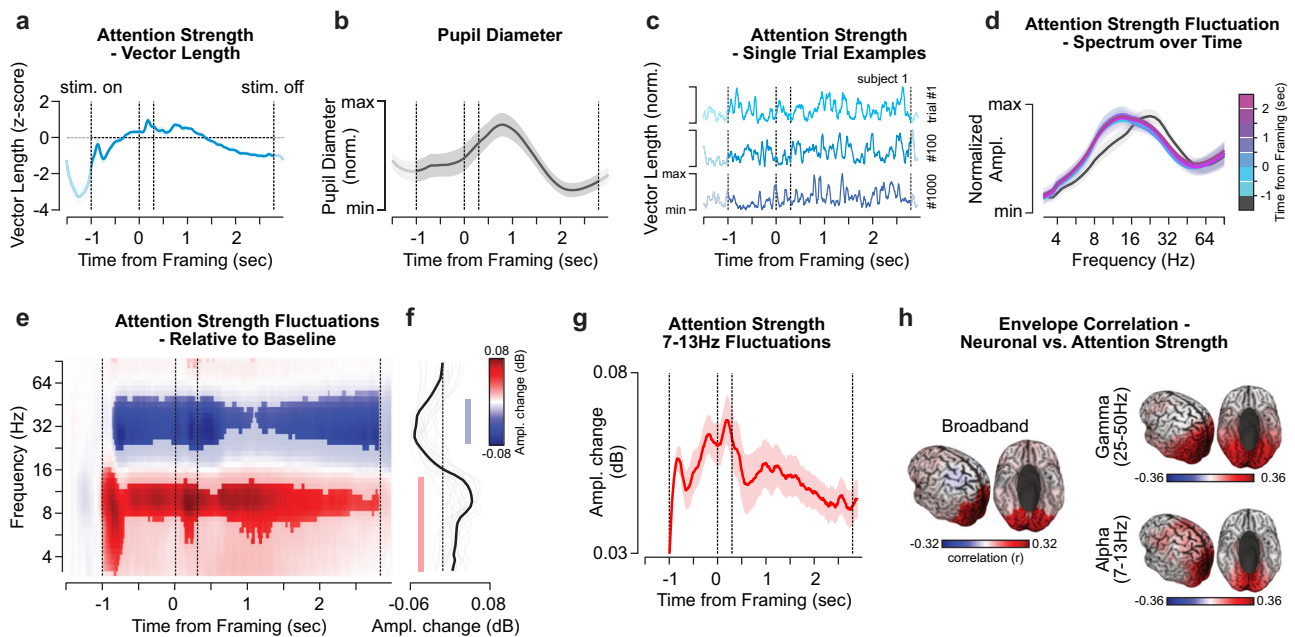 a
Attention Strength
- Vector Length
stim. on
stim. off
Vector Length (z-score)
2
0
-2
-4
-1 0 1 2
Time from Framing (sec)
b
Pupil Diameter
Pupil Diameter
(norm.)
max
min
-1 0 1 2
Time from Framing (sec)
c
Attention Strength
- Single Trial Examples
subject 1
Vector Length (norm.)
max
min
trial #1
#100
#1000
-1 0 1 2
Time from Framing (sec)
d
Attention Strength Fluctuation
- Spectrum over Time
Normalized
Ampl.
max
min
4 8 16 32 64
Frequency (Hz)
2
1
0
-1
Time from Framing (sec)
e
Attention Strength Fluctuations
- Relative to Baseline
Frequency (Hz)
64
32
16
8
4
-1 0 1 2
Time from Framing (sec)
f
0.08
-0.08
Ampl. change (dB)
-0.06 0.08
Ampl. change (dB)
g
Attention Strength
7-13Hz Fluctuations
Ampl. change
(dB)
0.08
0.03
-1 0 1 2
Time from Framing (sec)
h
Envelope Correlation -
Neuronal vs. Attention Strength
Broadband
-0.32 0.32
correlation (r)
Gamma
(25-50Hz)
-0.36 0.36
Alpha
(7-13Hz)
-0.36 0.36